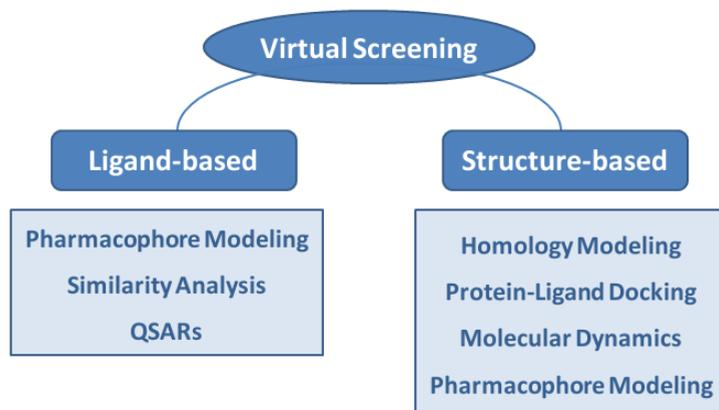 Virtual Screening
Ligand-based
Pharmacophore Modeling
Similarity Analysis
QSARs
Structure-based
Homology Modeling
Protein-Ligand Docking
Molecular Dynamics
Pharmacophore Modeling